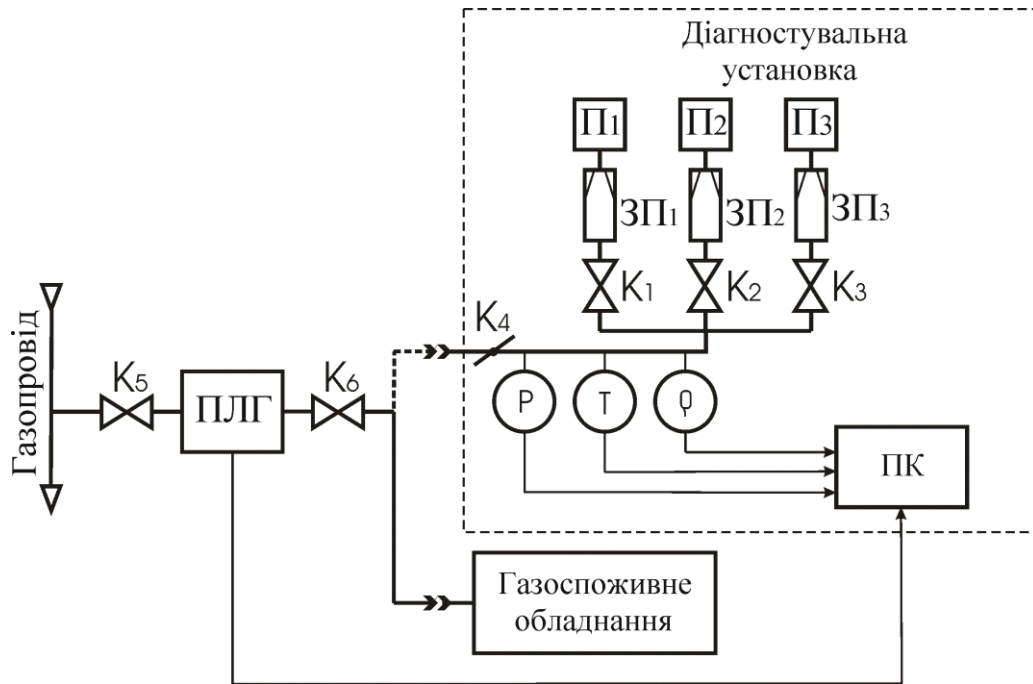 Діагностувальна
установка
П1
П2
П3
ЗП1
ЗП2
ЗП3
К1
К2
К3
К4
Газопровід
К5
ПЛГ
К6
P
T
Q
ПК
Газоспоживне
обладнання